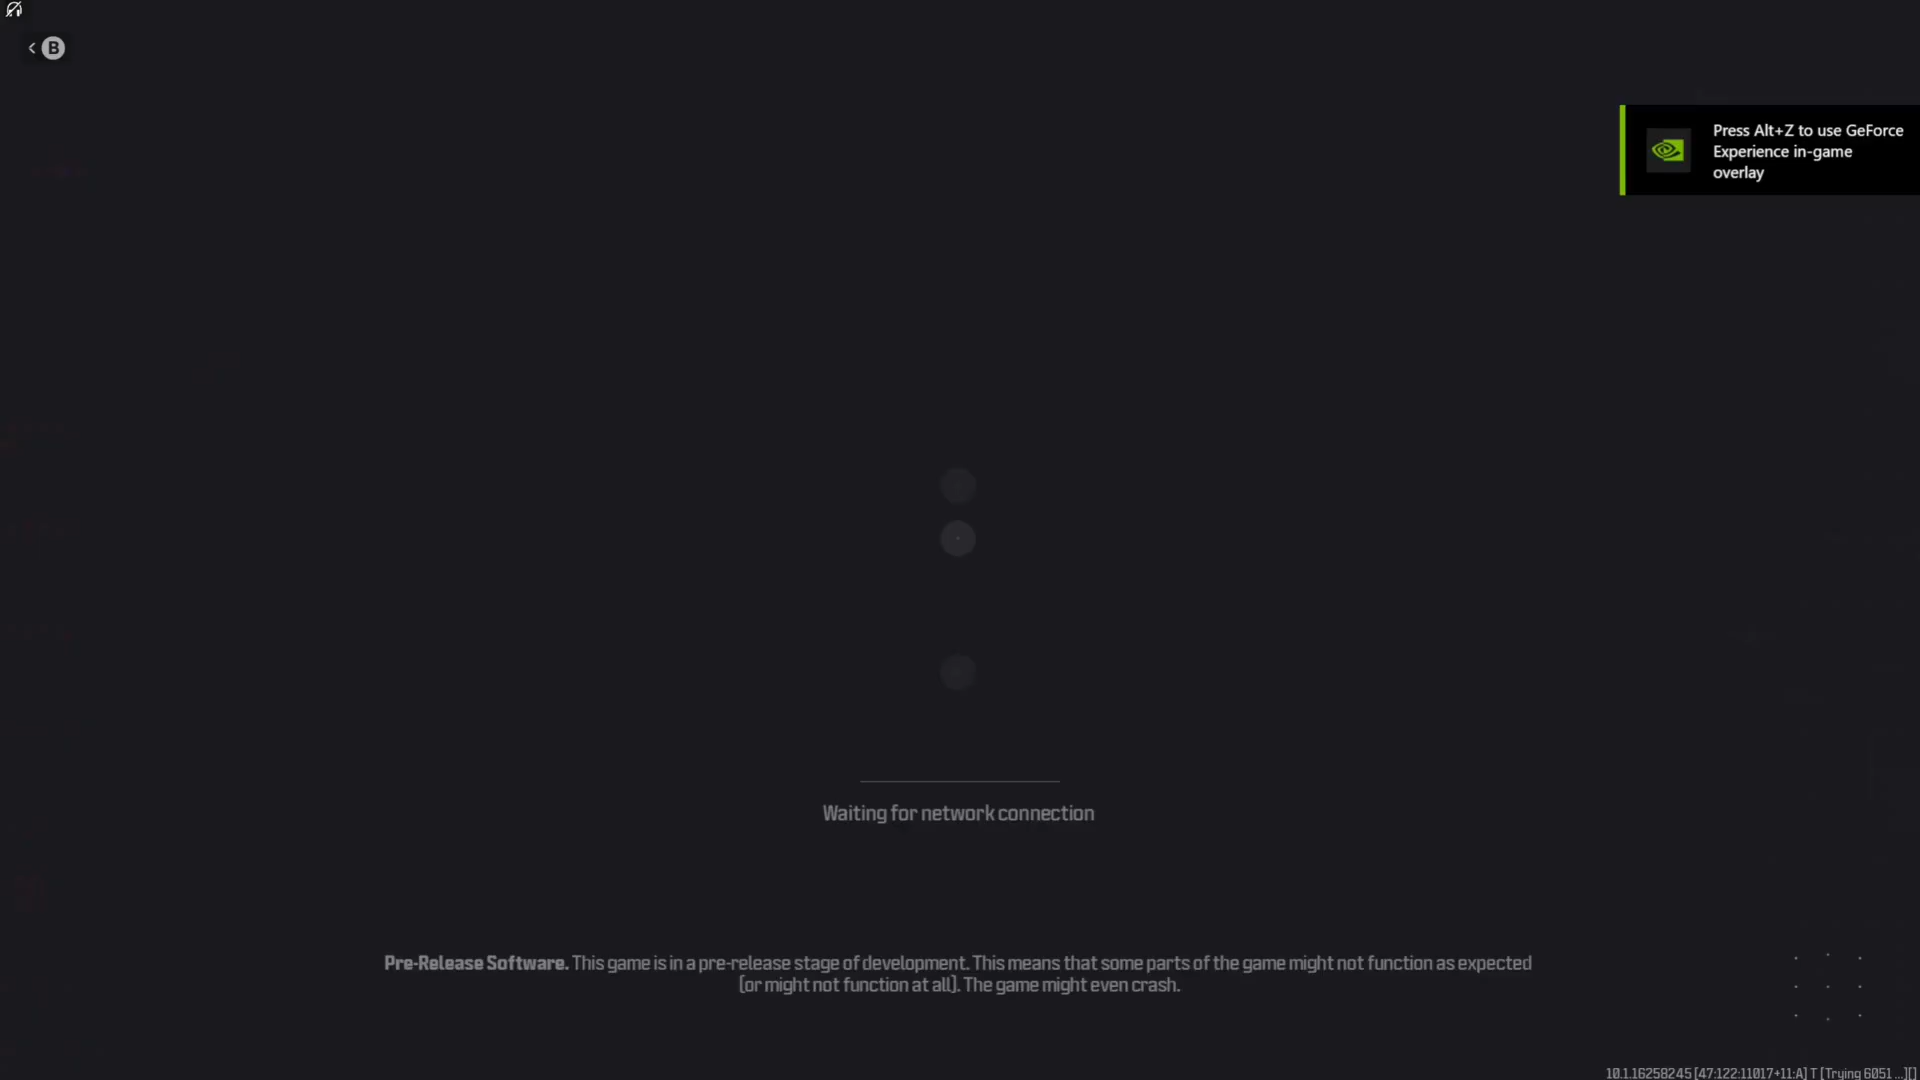 < B
Press Alt+Z to use GeForce
Experience in-game
overlay
Waiting for network connection
Pre-Release Software. This game is in a pre-release stage of development. This means that some parts of the game might not function as expected
[or might not function at all]. The game might even crash.
10.1.16258245 [47:122:11017+11:A] T [Trying 6051 ...][]